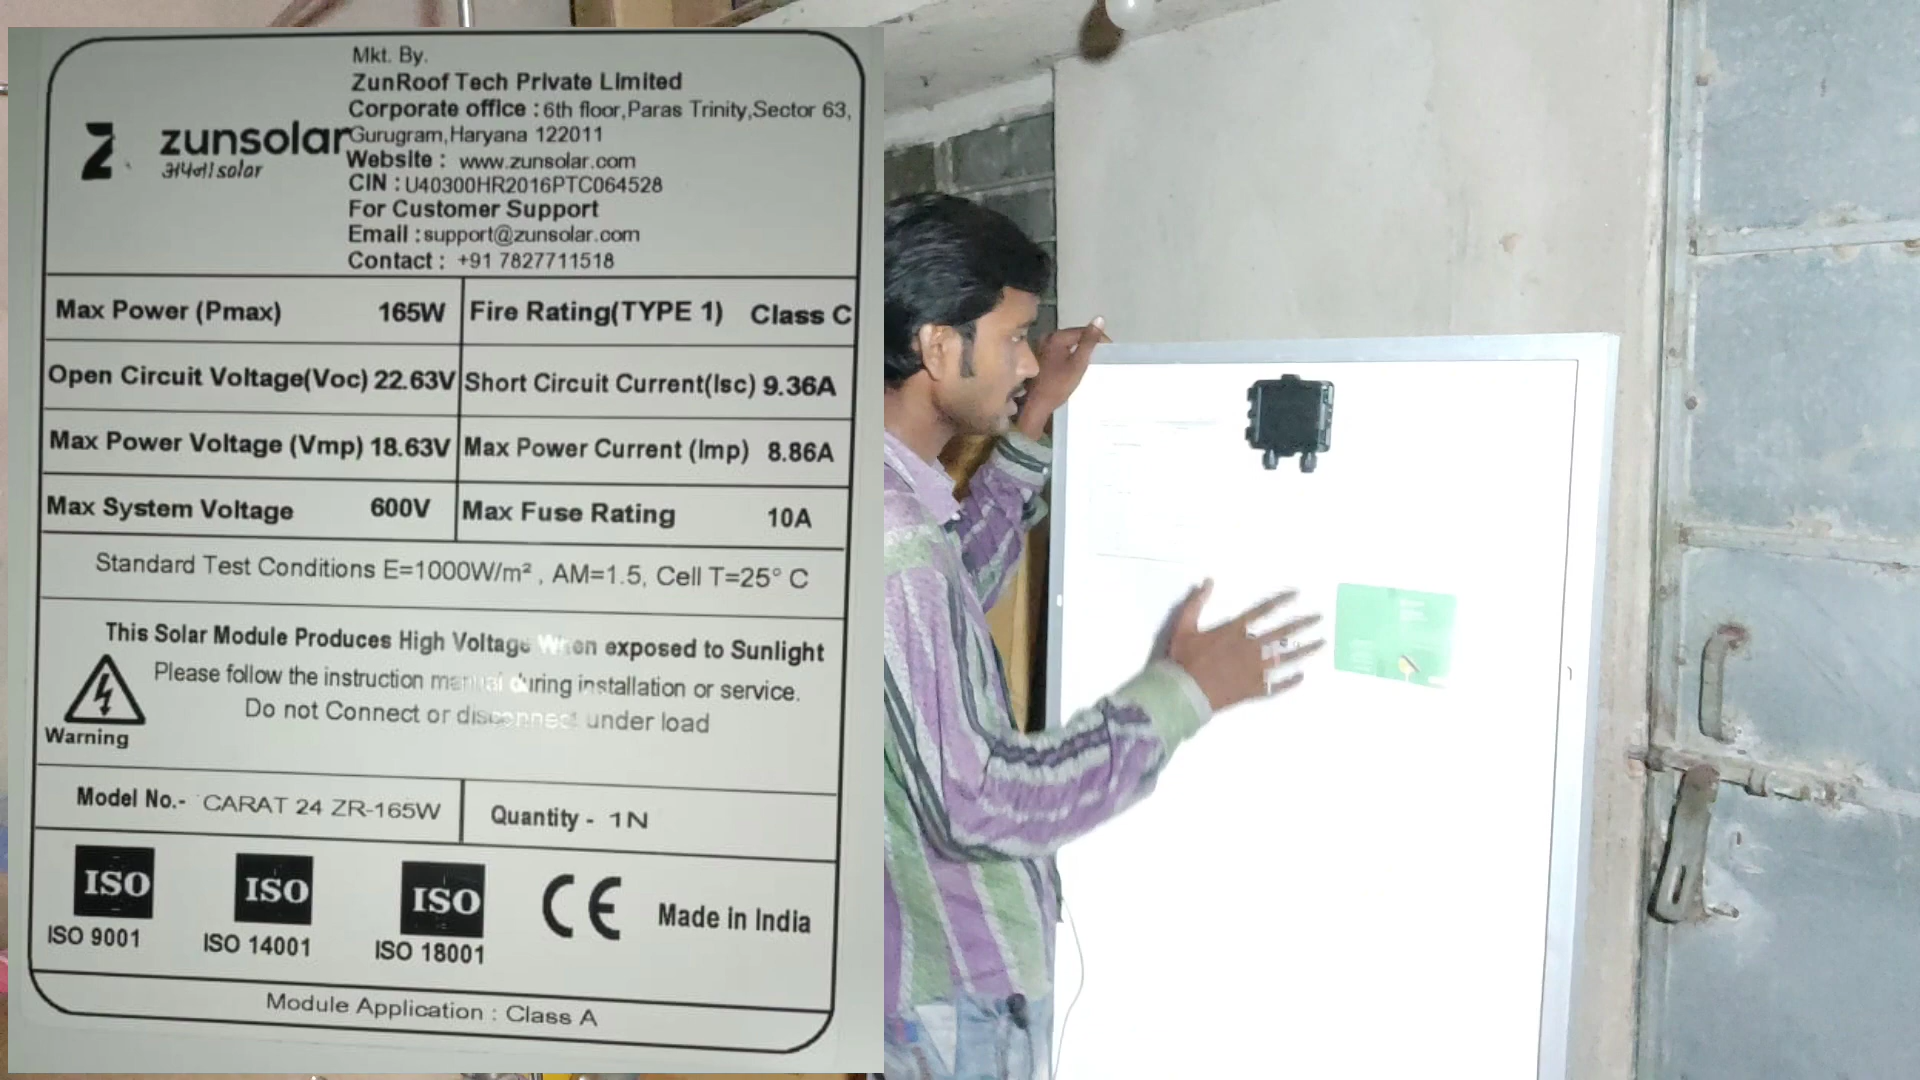 Mkt. By.
ZunRoof Tech Private Limited
Corporate office : 6th floor,Paras Trinity,Sector 63,
Gurugram,Haryana 122011
Website : www.zunsolar.com
CIN : U40300HR2016PTC064528
For Customer Support
Email : support@zunsolar.com
Contact : +91 7827711518
zunsolar
अपना solar
Max Power (Pmax) 165W
Fire Rating(TYPE 1) Class C
Open Circuit Voltage(Voc) 22.63V
Short Circuit Current(Isc) 9.36A
Max Power Voltage (Vmp) 18.63V
Max Power Current (Imp) 8.86A
Max System Voltage 600V
Max Fuse Rating 10A
Standard Test Conditions E=1000W/m² , AM=1.5, Cell T=25° C
This Solar Module Produces High Voltage When exposed to Sunlight
Please follow the instruction manual during installation or service.
Do not Connect or disconnect under load
Warning
Model No.- CARAT 24 ZR-165W
Quantity - 1N
ISO ISO ISO CE Made in India
ISO 9001 ISO 14001 ISO 18001
Module Application : Class A